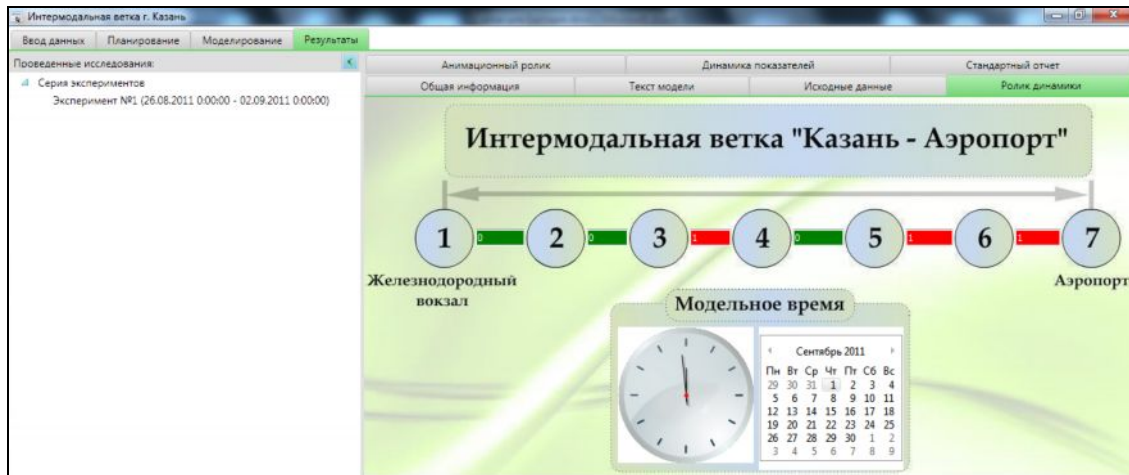 Интермодальная ветка г. Казань
Ввод данных Планирование Моделирование Результаты
Проведенные исследования:
Серия экспериментов
Эксперимент №1 (26.08.2011 0:00:00 - 02.09.2011 0:00:00)
Анимационный ролик Динамика показателей Стандартный отчет
Общая информация Текст модели Исходные данные Ролик динамики
Интермодальная ветка "Казань - Аэропорт"
1 0 2 0 3 1 4 0 5 1 6 1 7
Железнодородный
вокзал
Аэропорт
Модельное время
Сентябрь 2011
Пн Вт Ср Чт Пт Сб Вс
29 30 31 1 2 3 4
5 6 7 8 9 10 11
12 13 14 15 16 17 18
19 20 21 22 23 24 25
26 27 28 29 30 1 2
3 4 5 6 7 8 9